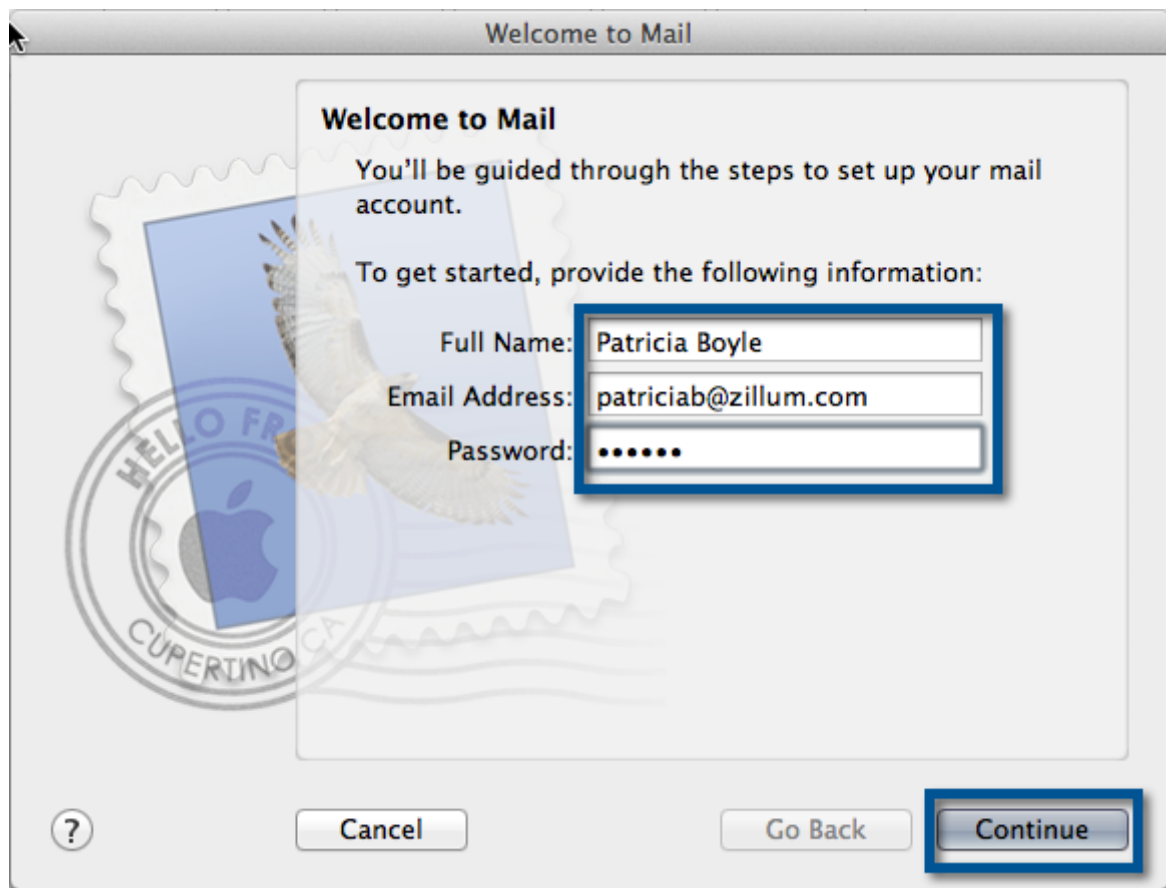 Welcome to Mail
Welcome to Mail
You'll be guided through the steps to set up your mail
account.
To get started, provide the following information:
Full Name: Patricia Boyle
Email Address: patriciab@zillum.com
Password: ••••••
HELLO FR
CUPERTINO CA
? Cancel Go Back Continue